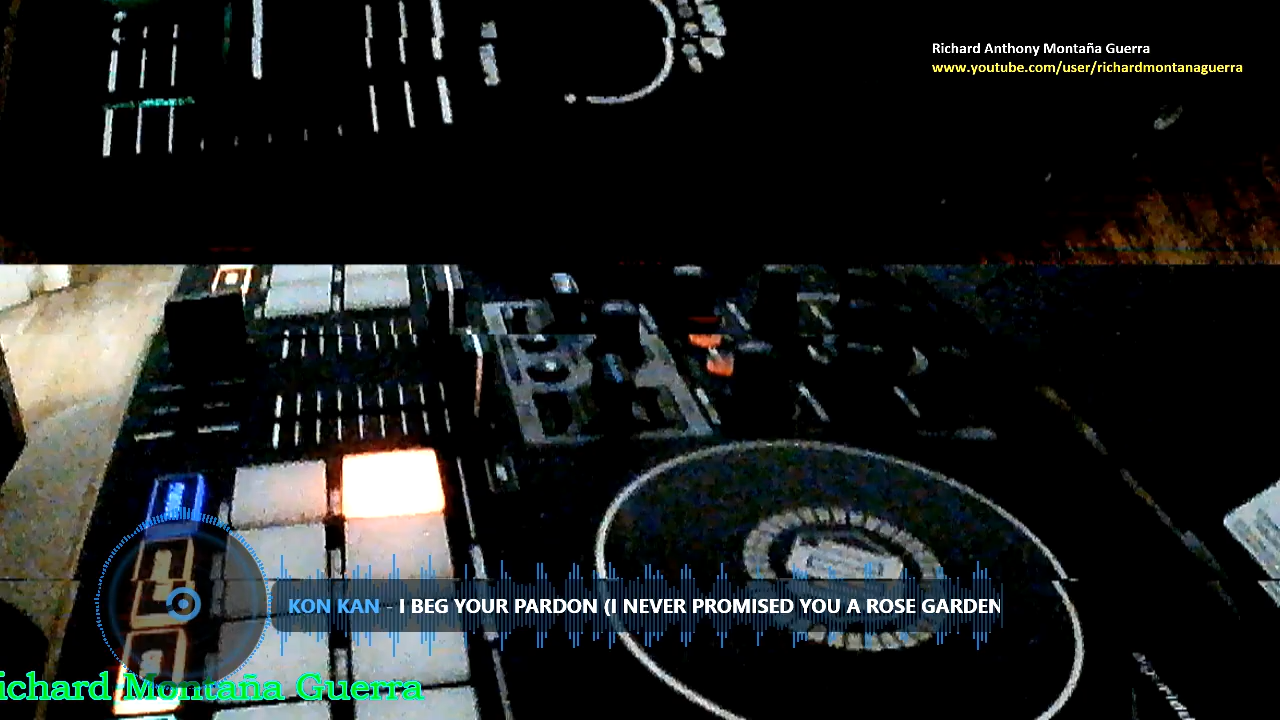 Richard Anthony Montaña Guerra
www.youtube.com/user/richardmontanaguerra
KON KAN - I BEG YOUR PARDON (I NEVER PROMISED YOU A ROSE GARDEN
ichard Montaña Guerra